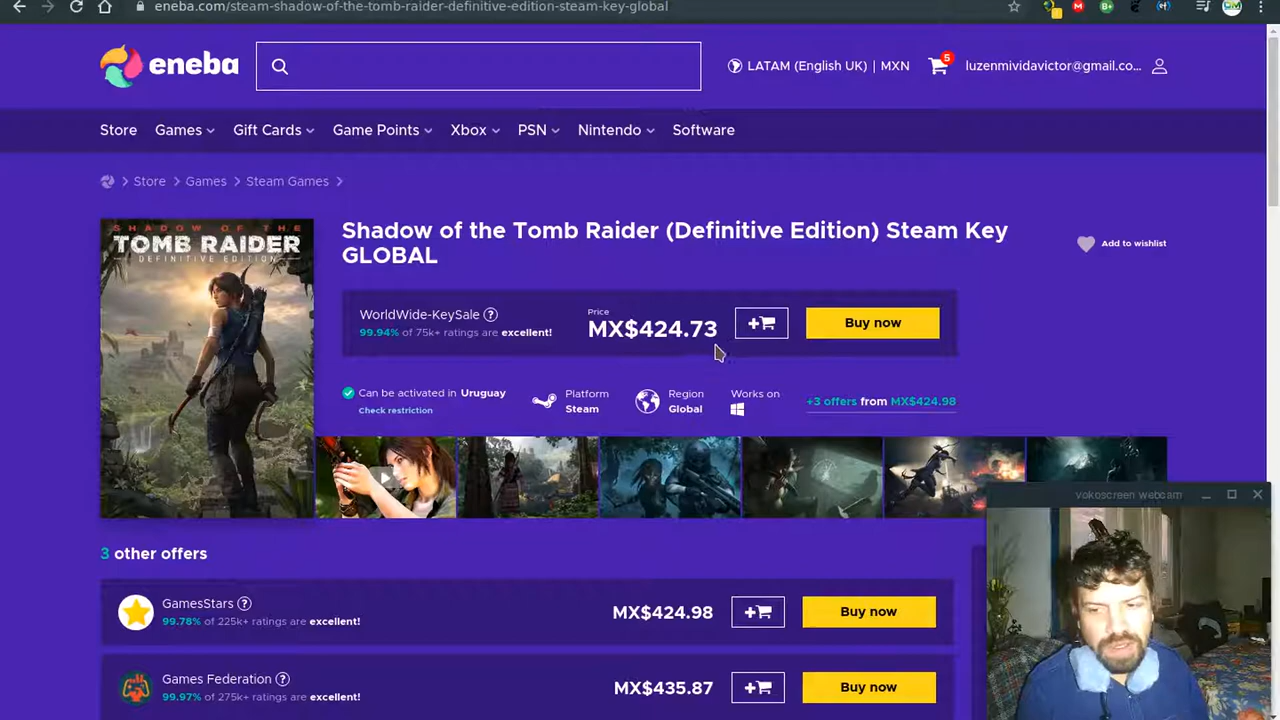 eneba.com/steam-shadow-of-the-tomb-raider-definitive-edition-steam-key-global
eneba
LATAM (English UK) | MXN
5
luzenmividavictor@gmail.co...
Store
Games
Gift Cards
Game Points
Xbox
PSN
Nintendo
Software
Store
Games
Steam Games
SHADOW OF THE
TOMB RAIDER
DEFINITIVE EDITION
Shadow of the Tomb Raider (Definitive Edition) Steam Key
GLOBAL
Add to wishlist
WorldWide-KeySale ?
99.94% of 75k+ ratings are excellent!
Price
MX$424.73
+
Buy now
Can be activated in Uruguay
Check restriction
Platform
Steam
Region
Global
Works on
+3 offers from MX$424.98
vokoscreen webcam
3 other offers
GamesStars ?
99.78% of 225k+ ratings are excellent!
MX$424.98
+
Buy now
Games Federation ?
99.97% of 275k+ ratings are excellent!
MX$435.87
+
Buy now